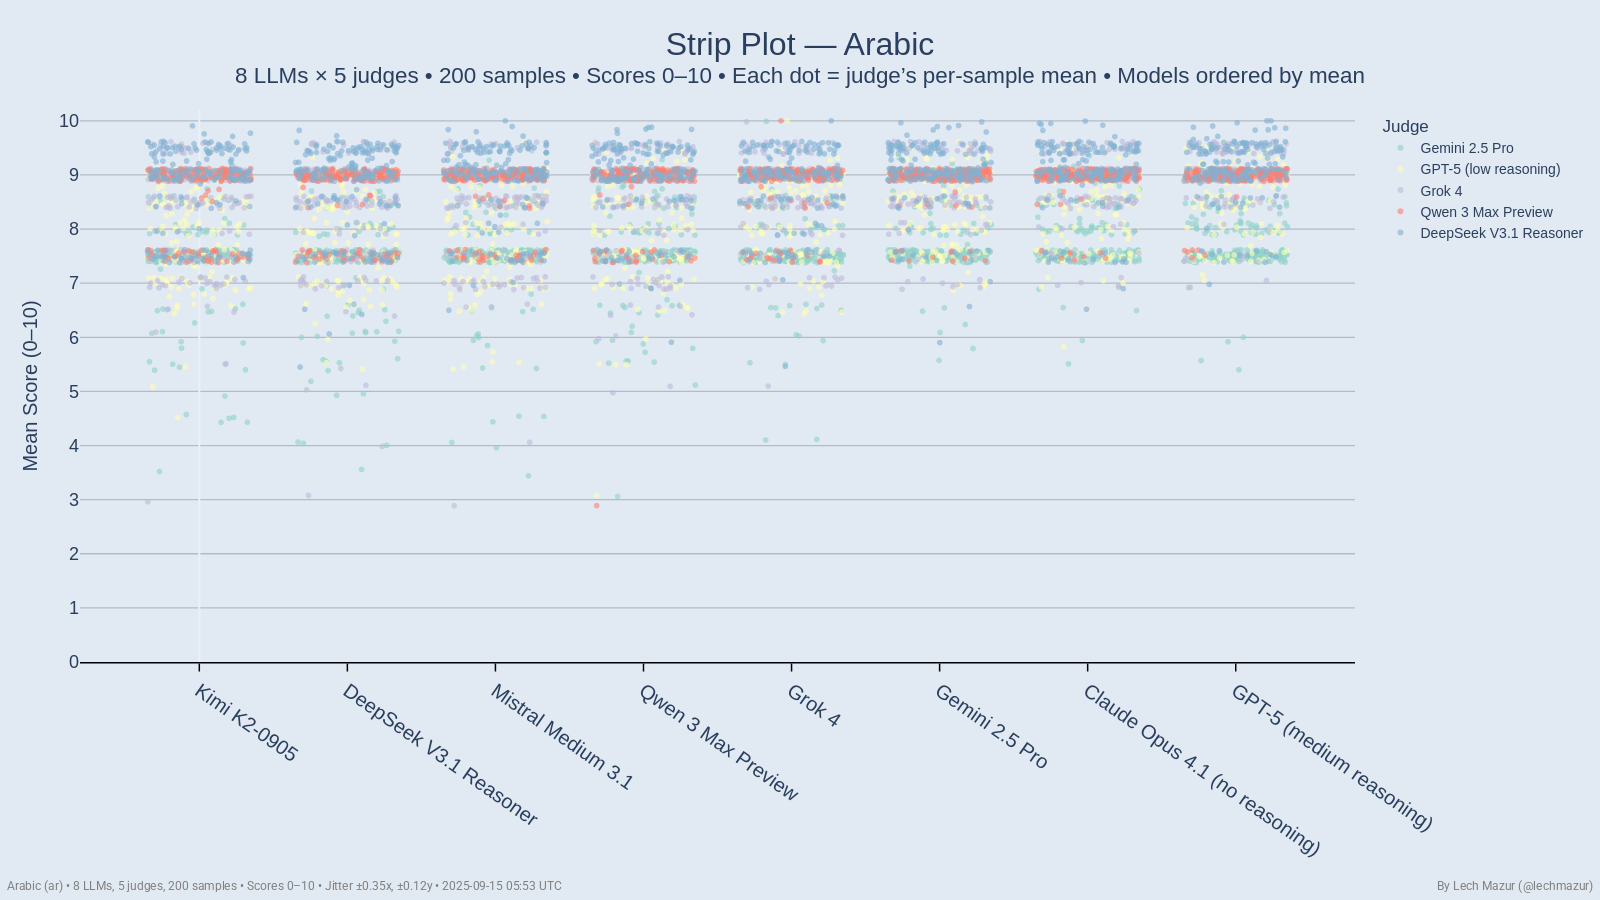 Strip Plot — Arabic
8 LLMs × 5 judges • 200 samples • Scores 0–10 • Each dot = judge’s per-sample mean • Models ordered by mean
Judge
Gemini 2.5 Pro
GPT-5 (low reasoning)
Grok 4
Qwen 3 Max Preview
DeepSeek V3.1 Reasoner
Mean Score (0–10)
10
9
8
7
6
5
4
3
2
1
0
Kimi K2-0905
DeepSeek V3.1 Reasoner
Mistral Medium 3.1
Qwen 3 Max Preview
Grok 4
Gemini 2.5 Pro
Claude Opus 4.1 (no reasoning)
GPT-5 (medium reasoning)
Arabic (ar) • 8 LLMs, 5 judges, 200 samples • Scores 0–10 • Jitter ±0.35x, ±0.12y • 2025-09-15 05:53 UTC
By Lech Mazur (@lechmazur)